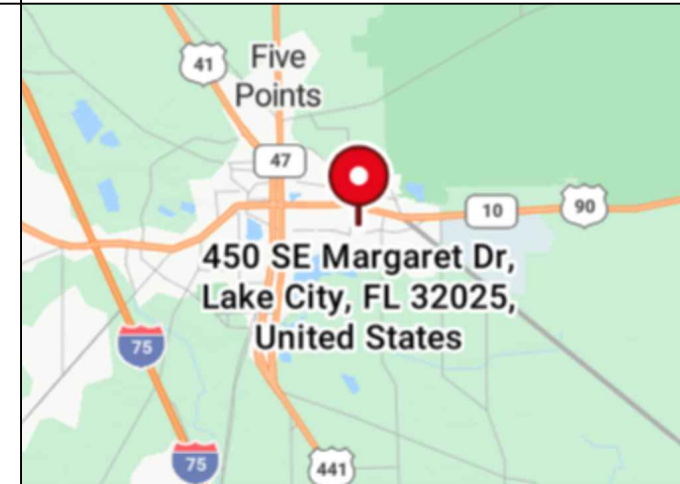 41
Five
Points
47
10
90
450 SE Margaret Dr,
Lake City, FL 32025,
United States
75
75
441